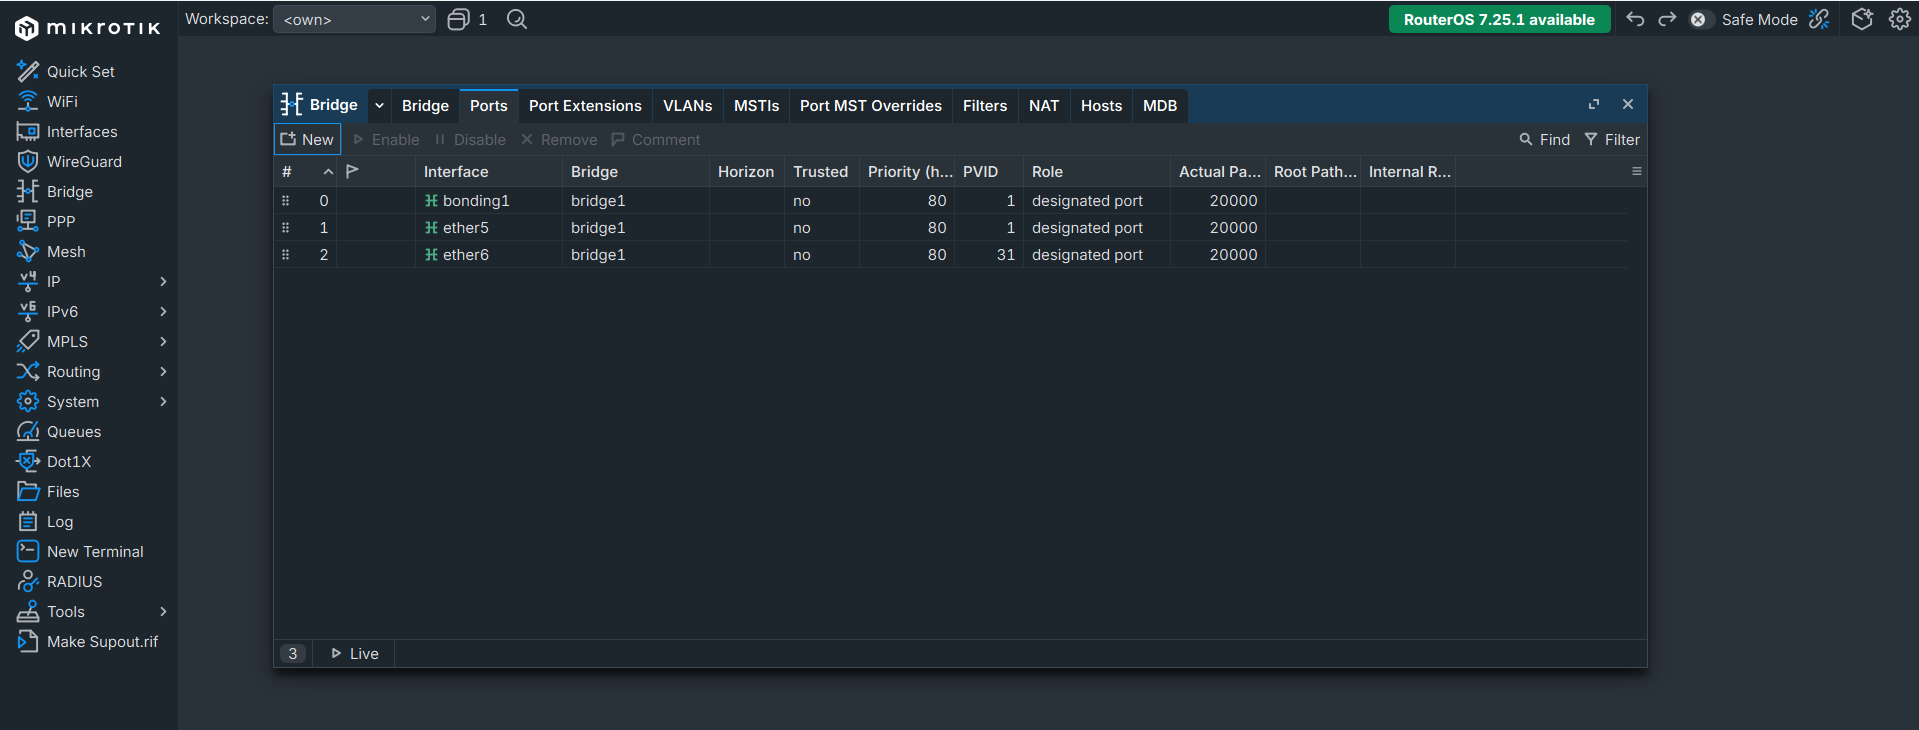 mikrotik
Workspace: <own> 1 RouterOS 7.25.1 available Safe Mode
Quick Set
WiFi
Interfaces
WireGuard
Bridge
PPP
Mesh
v4 IP
v6 IPv6
MPLS
Routing
System
Queues
Dot1X
Files
Log
New Terminal
RADIUS
Tools
Make Supout.rif
Bridge Bridge Ports Port Extensions VLANs MSTIs Port MST Overrides Filters NAT Hosts MDB
New Enable Disable Remove Comment Find Filter
# Interface Bridge Horizon Trusted Priority (h... PVID Role Actual Pa... Root Path... Internal R...
0 bonding1 bridge1 no 80 1 designated port 20000
1 ether5 bridge1 no 80 1 designated port 20000
2 ether6 bridge1 no 80 31 designated port 20000
3 Live